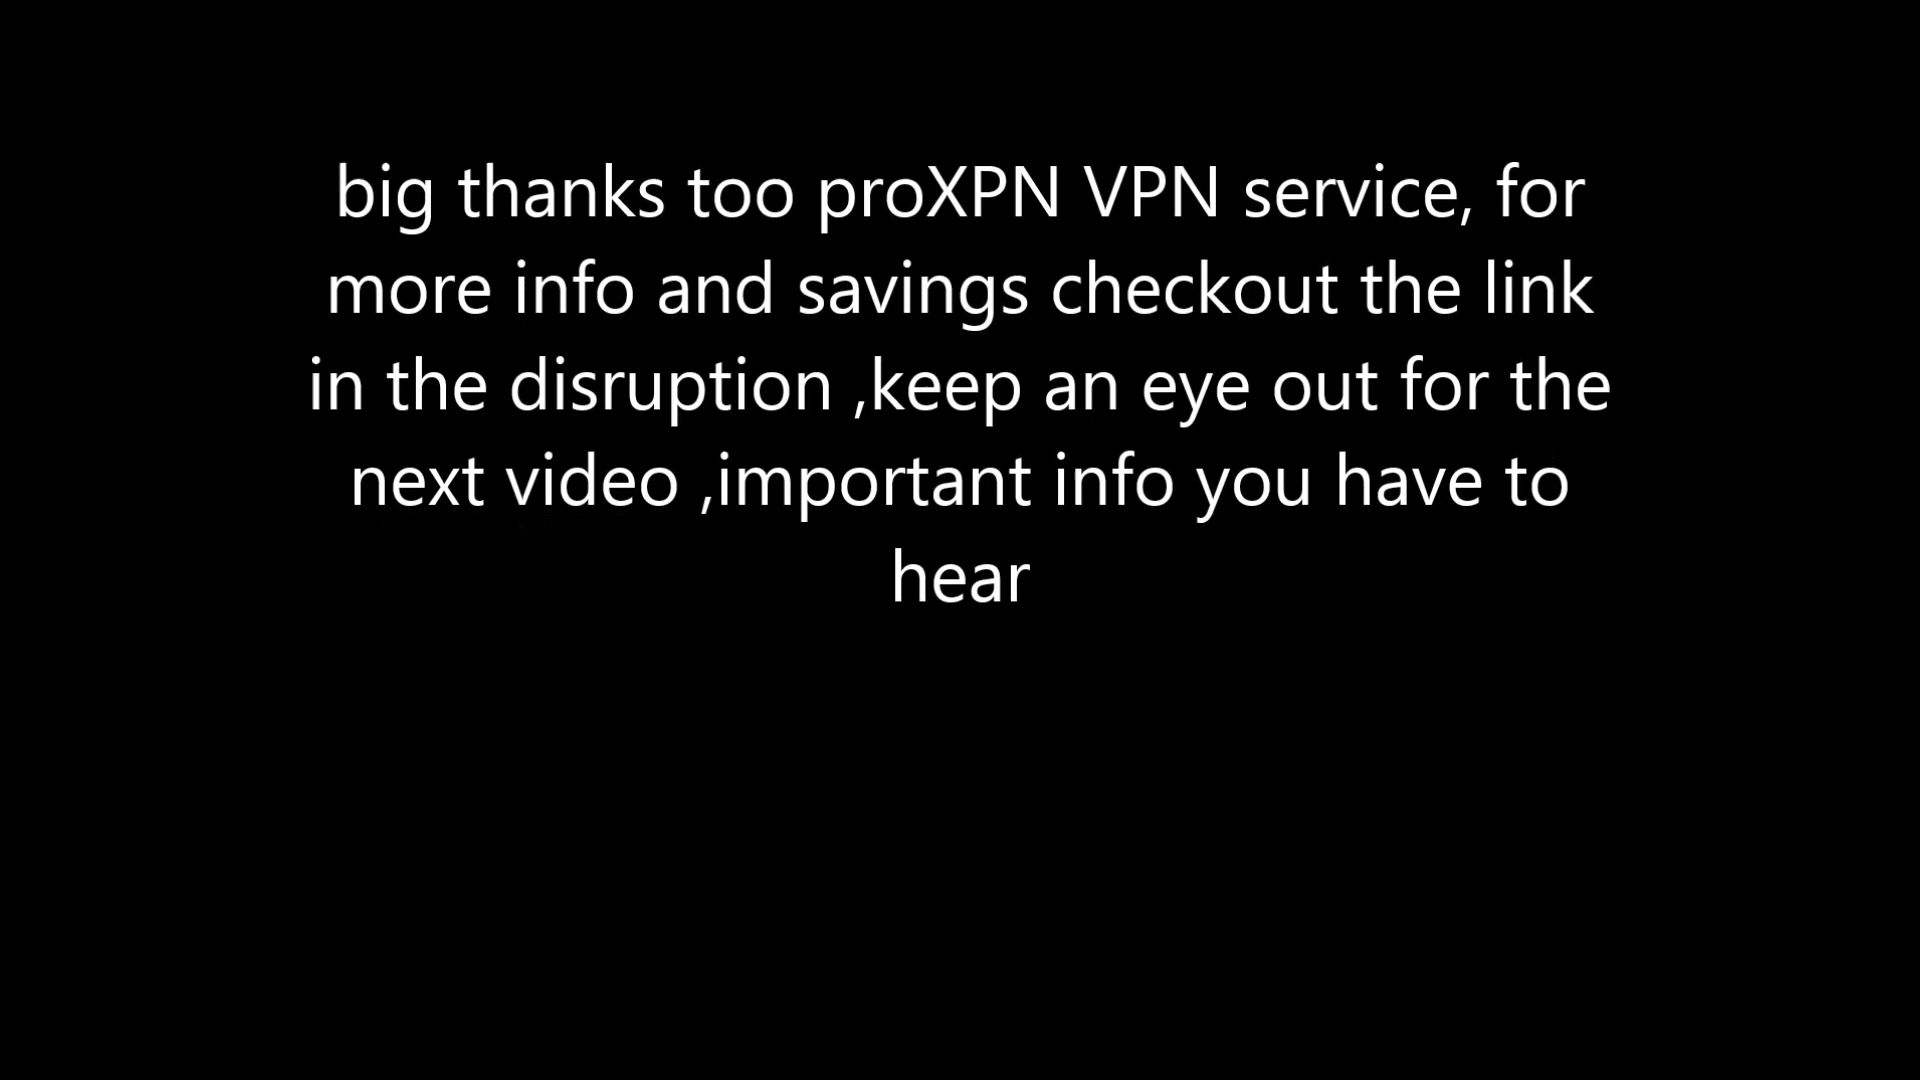 big thanks too proXPN VPN service, for
more info and savings checkout the link
in the disruption ,keep an eye out for the
next video ,important info you have to
hear